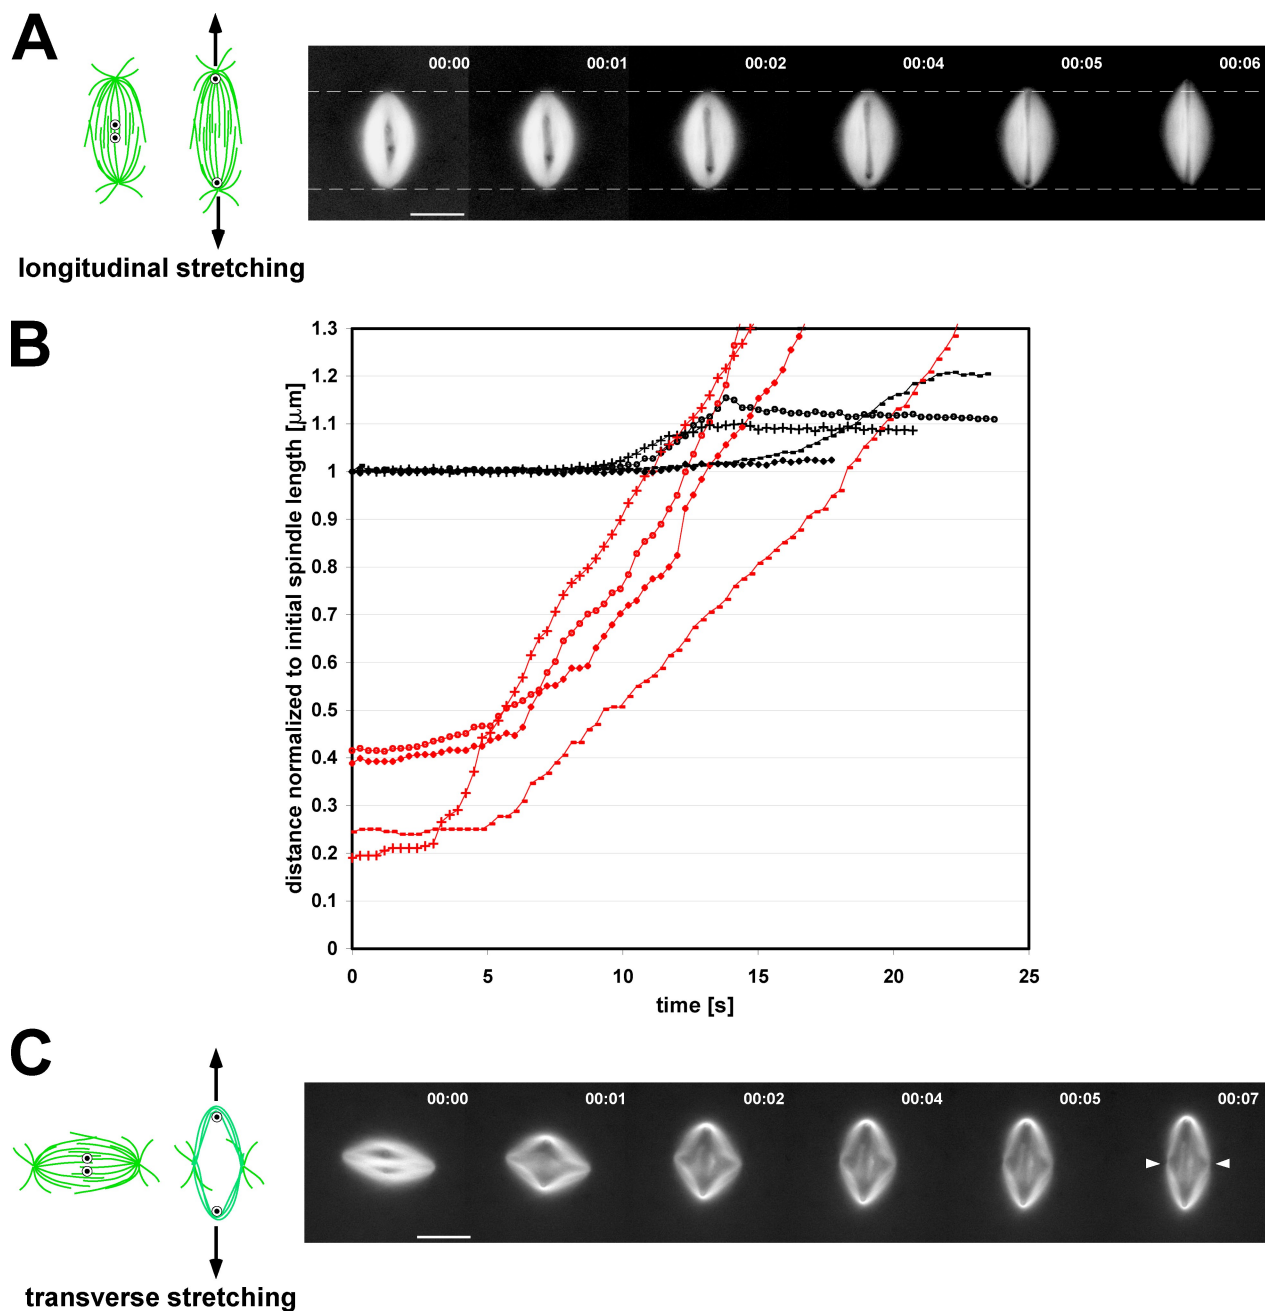 A
00:00 00:01 00:02 00:04 00:05 00:06
longitudinal stretching
B
distance normalized to initial spindle length [μm]
1.3
1.2
1.1
1
0.9
0.8
0.7
0.6
0.5
0.4
0.3
0.2
0.1
0
0 5 10 15 20 25
time [s]
C
00:00 00:01 00:02 00:04 00:05 00:07
transverse stretching